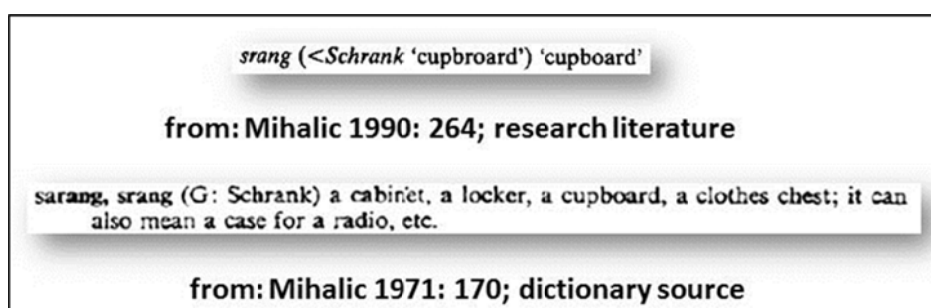 srang (<Schrank 'cupbroard') 'cupboard'
from: Mihalic 1990: 264; research literature
sarang, srang (G: Schrank) a cabinet, a locker, a cupboard, a clothes chest; it can
also mean a case for a radio, etc.
from: Mihalic 1971: 170; dictionary source